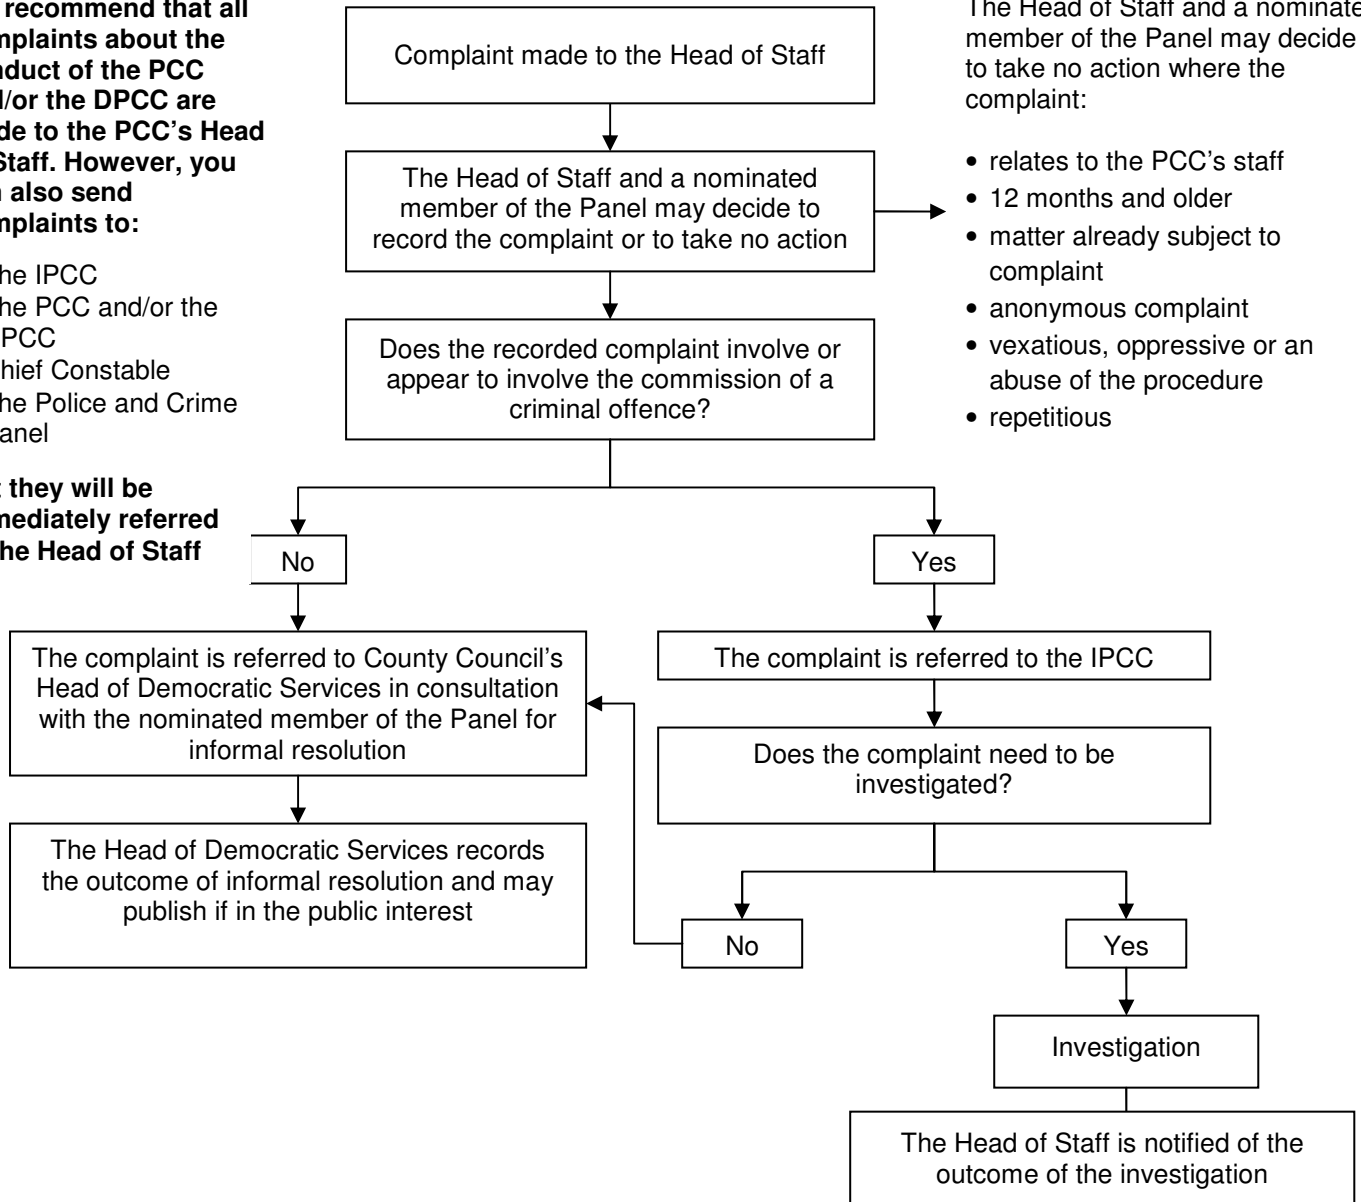 recommend that all
mplaints about the
nduct of the PCC
d/or the DPCC are
de to the PCC's Head
Staff. However, you
n also send
mplaints to:
he IPCC
he PCC and/or the
PCC
hief Constable
he Police and Crime
anel
t they will be
mediately referred
he Head of Staff
Complaint made to the Head of Staff
The Head of Staff and a nominated
member of the Panel may decide to
record the complaint or to take no action
The Head of Staff and a nominate
member of the Panel may decide
to take no action where the
complaint:
• relates to the PCC's staff
• 12 months and older
• matter already subject to
complaint
• anonymous complaint
• vexatious, oppressive or an
abuse of the procedure
• repetitious
Does the recorded complaint involve or
appear to involve the commission of a
criminal offence?
No
Yes
The complaint is referred to County Council's
Head of Democratic Services in consultation
with the nominated member of the Panel for
informal resolution
The complaint is referred to the IPCC
Does the complaint need to be
investigated?
The Head of Democratic Services records
the outcome of informal resolution and may
publish if in the public interest
No
Yes
Investigation
The Head of Staff is notified of the
outcome of the investigation